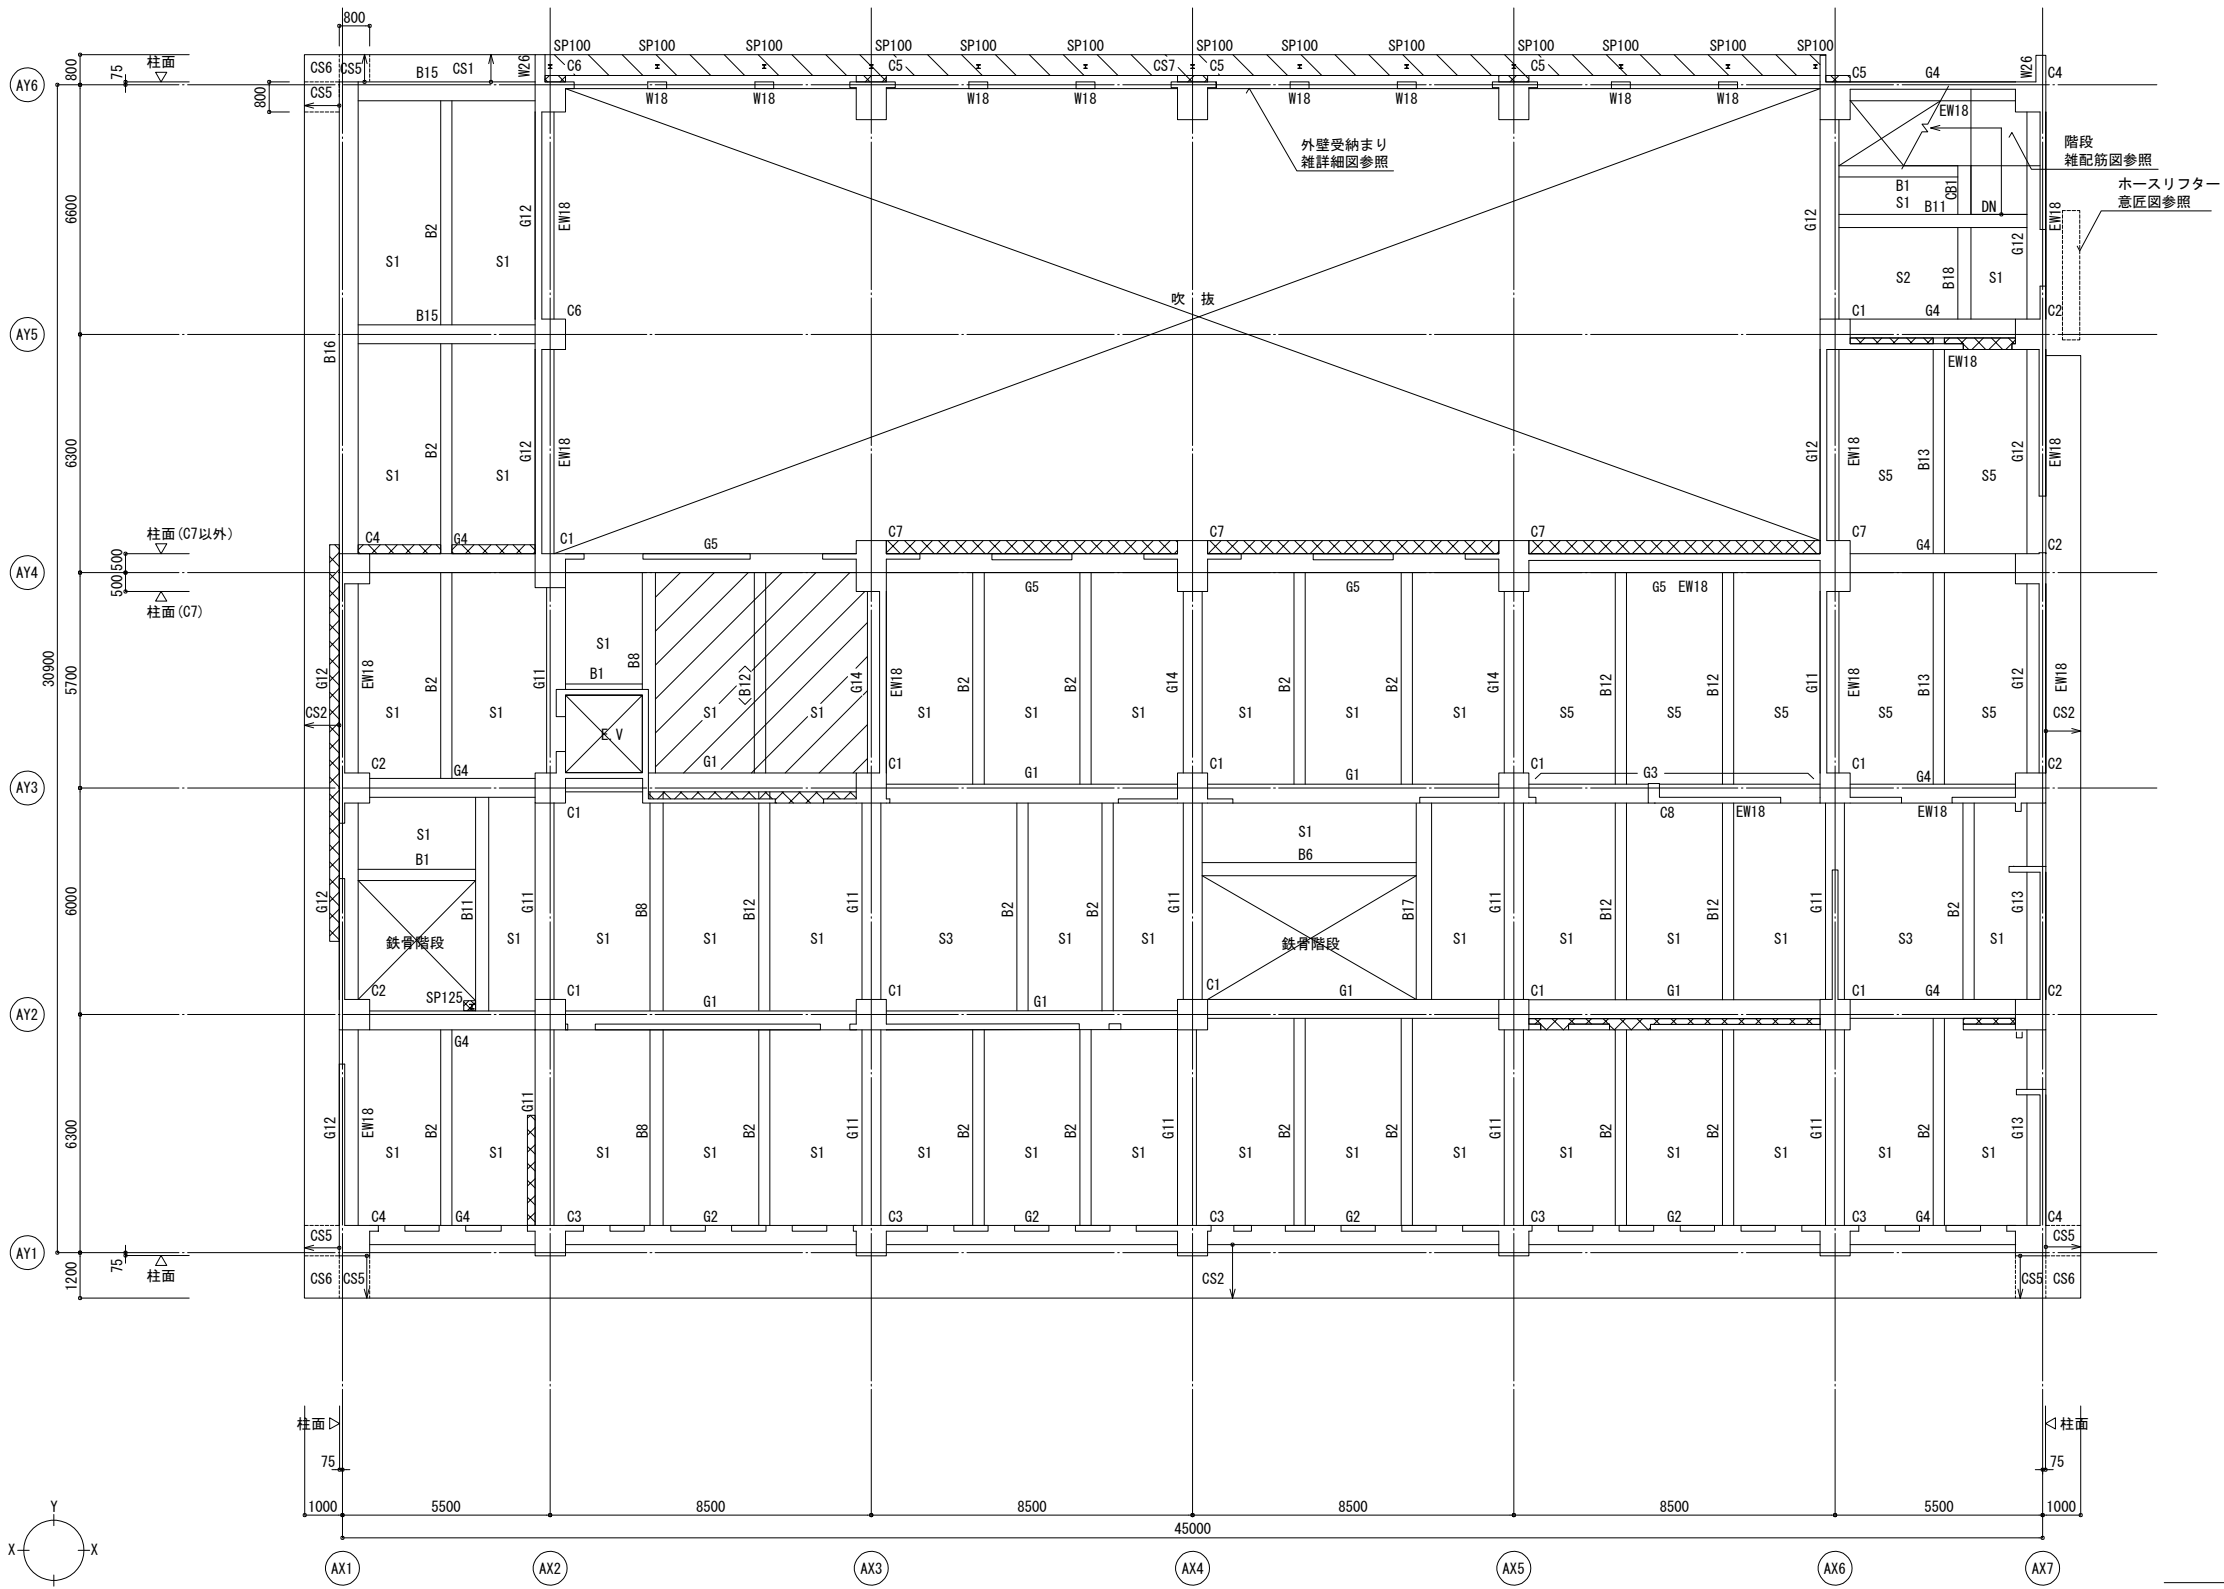 800
SP100 SP100 SP100 SP100 SP100 SP100 SP100 SP100 SP100 SP100 SP100 SP100 SP100
柱面
800
75
CS6 CS5 B15 CS1 W26 C6 C5 CS7 C5 C5 C5 G4 W26 C4
AY6
CS5
800
W18 W18 W18 W18 W18 W18 W18 W18
EW18
外壁受納まり
雑詳細図参照
階段
雑配筋図参照
ホースリフター
意匠図参照
B1
S1
CB1
B11 DN
6600
B2 G12 EW18 G12 G12 EW18
S1 S1 S2 B18 S1
吹 抜
B15 C6 C1 G4 C2
AY5
B16
EW18
6300
B2 G12 EW18 G12 EW18 B13 G12 EW18
S1 S1 S5 S5
柱面(C7以外)
C4 G4 C1 G5 C7 C7 C7 C7 G4 C2
500
AY4
500
柱面(C7)
G5 G5 G5 EW18
S1
B1 B8
30900
5700
G12 EW18 B2 G11 <B12> G14 EW18 B2 B2 G14 B2 B2 G14 B12 B12 G11 EW18 B13 G12 EW18
CS2 S1 S1 S1 S1 S1 S1 S1 S1 S1 S1 S5 S5 S5 S5 S5 CS2
E.V
C2 G4 G1 C1 G1 C1 G1 C1 G3 C1 G4 C2
AY3
C1 C8 EW18 EW18
S1 S1
B1 B6
6000
G12 B11 G11 B8 B12 G11 B2 B2 G11 B17 G11 B12 B12 G11 B2 G13
鉄骨階段 S1 S1 S1 S1 S3 S1 S1 鉄骨階段 S1 S1 S1 S1 S3 S1
C2 SP125 C1 G1 C1 G1 C1 G1 C1 G1 C1 G4 C2
AY2
G4
6300
G12 EW18 B2 G11 B8 B2 G11 B2 B2 G11 B2 B2 G11 B2 B2 G11 B2 G13
S1 S1 S1 S1 S1 S1 S1 S1 S1 S1 S1 S1 S1 S1 S1 S1
C4 G4 C3 G2 C3 G2 C3 G2 C3 G2 C3 G4 C4
CS5 CS5
AY1
75
柱面
1200
CS6 CS5 CS2 CS5 CS6
柱面 柱面
75 75
1000 5500 8500 8500 8500 8500 5500 1000
45000
Y
X X
AX1 AX2 AX3 AX4 AX5 AX6 AX7